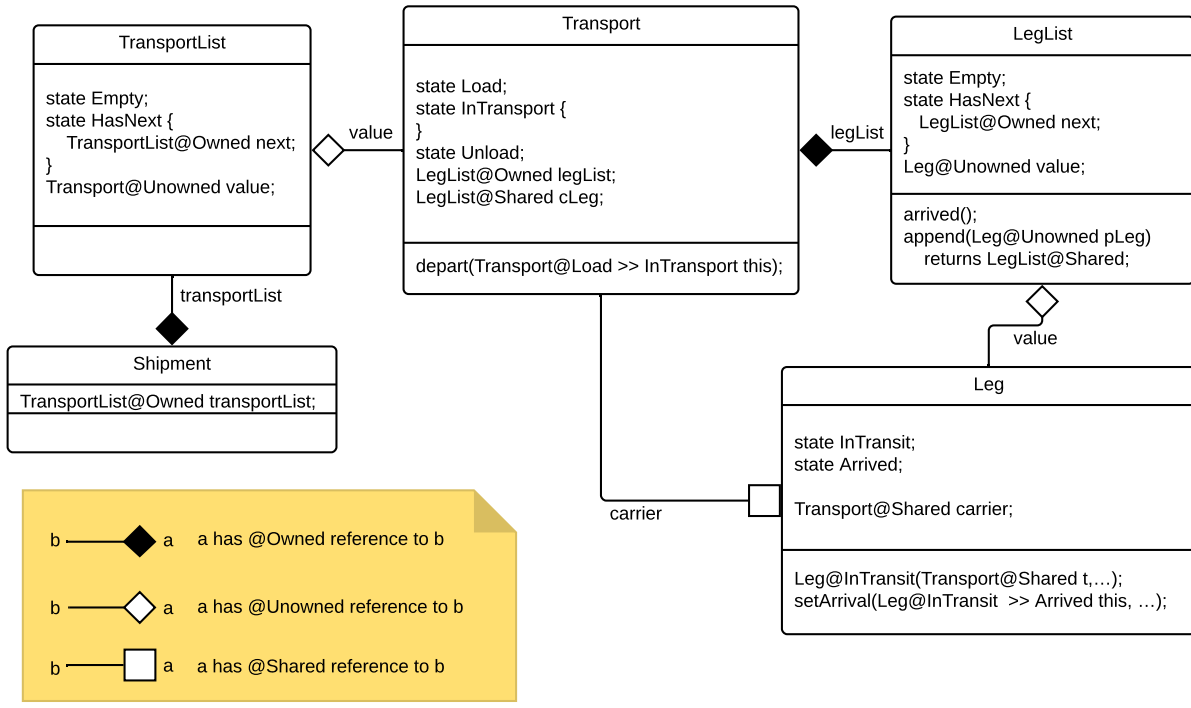 TransportList
state Empty;
state HasNext {
TransportList@Owned next;
}
Transport@Unowned value;
value
Transport
state Load;
state InTransport {
}
state Unload;
LegList@Owned legList;
LegList@Shared cLeg;
depart(Transport@Load >> InTransport this);
legList
LegList
state Empty;
state HasNext {
LegList@Owned next;
}
Leg@Unowned value;
arrived();
append(Leg@Unowned pLeg)
returns LegList@Shared;
transportList
Shipment
TransportList@Owned transportList;
value
Leg
state InTransit;
state Arrived;
Transport@Shared carrier;
Leg@InTransit(Transport@Shared t,…);
setArrival(Leg@InTransit  >> Arrived this, …);
carrier
b a a has @Owned reference to b
b a a has @Unowned reference to b
b a a has @Shared reference to b